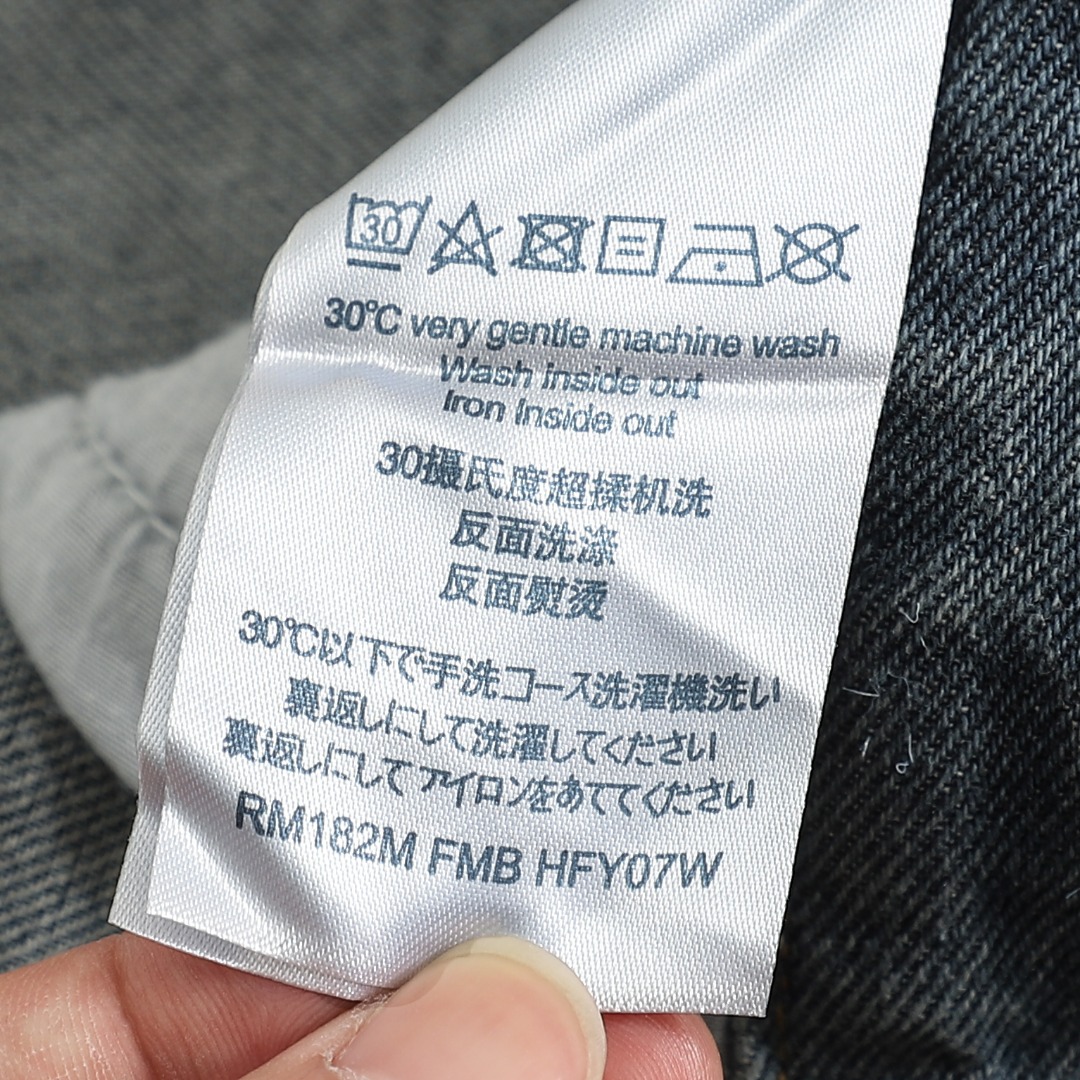 30
30℃ very gentle machine wash
Wash inside out
Iron Inside out
30撮氏度超揉机洗
反面洗涤
反面熨烫
30℃以下で手洗コース洗濯機洗い
裏返しにして洗濯してください
裏返しにしてアイロンをあててください
RM182M FMB HFY07W